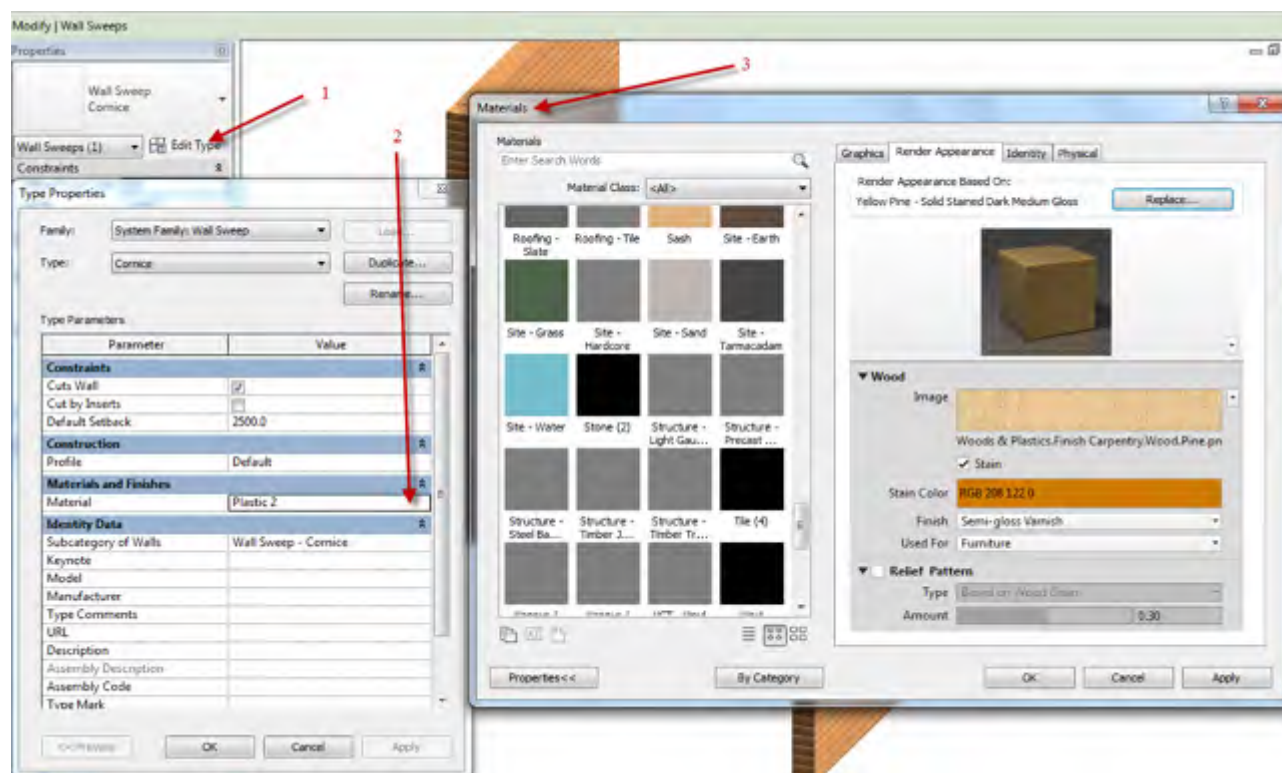 Modify | Wall Sweeps
Properties
Wall Sweep
Cornice
1
Wall Sweeps (1)
Edit Type
Constraints
2
Type Properties
Family:
System Family: Wall Sweep
Load...
Type:
Cornice
Duplicate...
Rename...
Type Parameters
Parameter Value
Constraints
Cuts Wall
Cut by Inserts
Default Setback 2500.0
Construction
Profile Default
Materials and Finishes
Material Plastic 2
Identity Data
Subcategory of Walls Wall Sweep - Cornice
Keynote
Model
Manufacturer
Type Comments
URL
Description
Assembly Description
Assembly Code
Type Mark
<< Preview
OK
Cancel
Apply
3
Materials
Materials
Enter Search Words
Material Class: <All>
Roofing - Slate
Roofing - Tile
Sash
Site - Earth
Site - Grass
Site - Hardcore
Site - Sand
Site - Tarmacadam
Site - Water
Stone (2)
Structure - Light Gau...
Structure - Precast ...
Structure - Steel Ba...
Structure - Timber J...
Structure - Timber Tr...
Tile (4)
Properties<<
By Category
Graphics
Render Appearance
Identity
Physical
Render Appearance Based On:
Yellow Pine - Solid Stained Dark Medium Gloss
Replace...
Wood
Image
Woods & Plastics.Finish Carpentry.Wood.Pine.pn
Stain
Stain Color RGB 208 122 0
Finish Semi-gloss Varnish
Used For Furniture
Relief Pattern
Type Based on Wood Grain
Amount 0.30
OK
Cancel
Apply